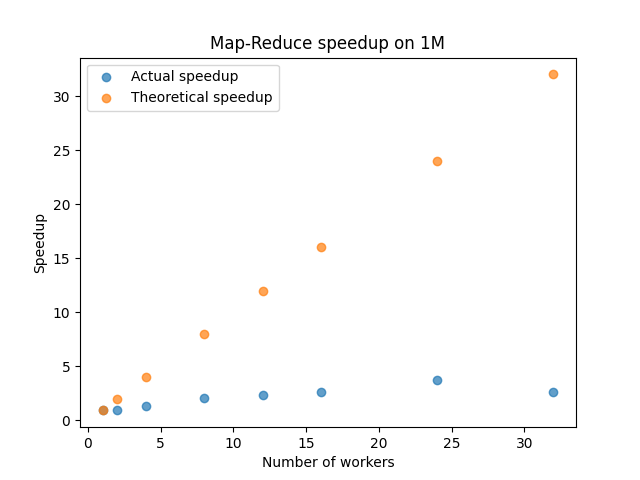 Map-Reduce speedup on 1M
Actual speedup
Theoretical speedup
Speedup
30
25
20
15
10
5
0
0 5 10 15 20 25 30
Number of workers